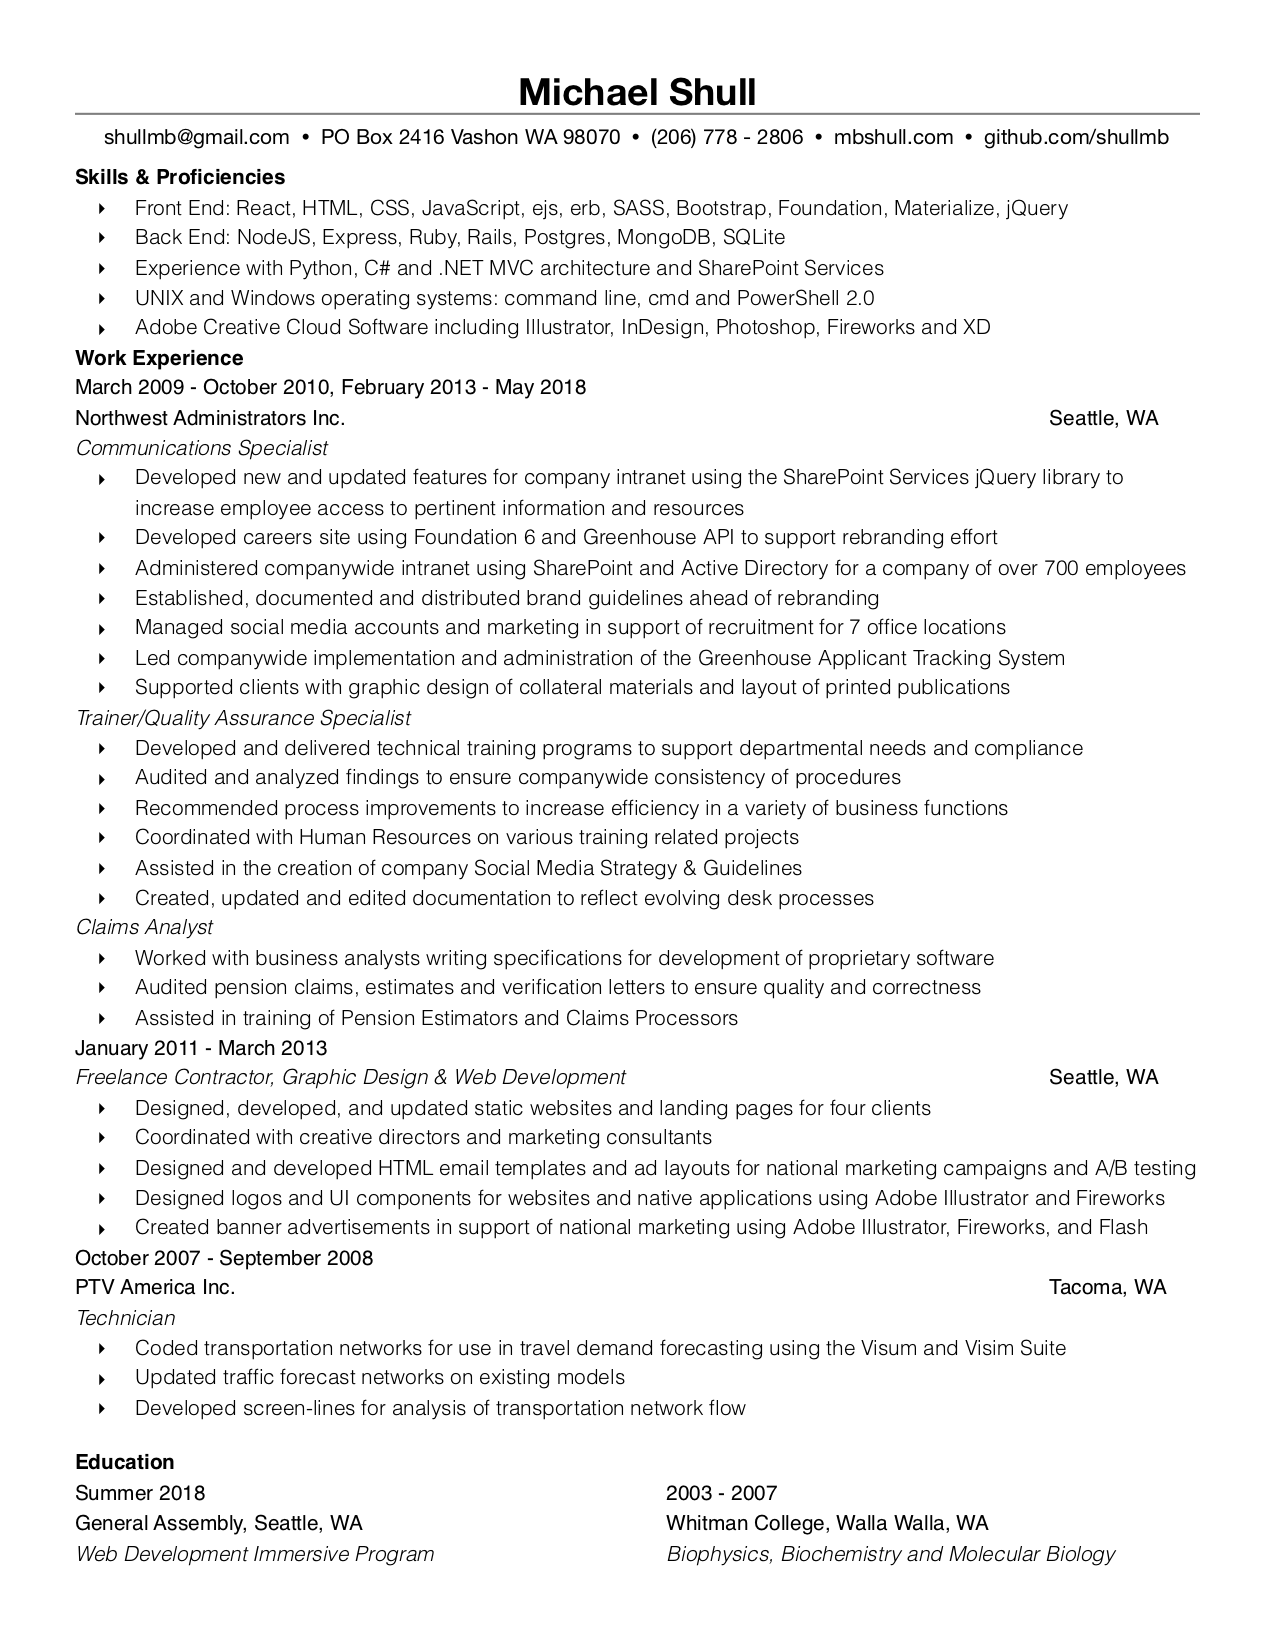 Michael Shull
shullmb@gmail.com • PO Box 2416 Vashon WA 98070 • (206) 778 - 2806 • mbshull.com • github.com/shullmb
Skills & Proficiencies
Front End: React, HTML, CSS, JavaScript, ejs, erb, SASS, Bootstrap, Foundation, Materialize, jQuery
Back End: NodeJS, Express, Ruby, Rails, Postgres, MongoDB, SQLite
Experience with Python, C# and .NET MVC architecture and SharePoint Services
UNIX and Windows operating systems: command line, cmd and PowerShell 2.0
Adobe Creative Cloud Software including Illustrator, InDesign, Photoshop, Fireworks and XD
Work Experience
March 2009 - October 2010, February 2013 - May 2018
Northwest Administrators Inc. Seattle, WA
Communications Specialist
Developed new and updated features for company intranet using the SharePoint Services jQuery library to
increase employee access to pertinent information and resources
Developed careers site using Foundation 6 and Greenhouse API to support rebranding effort
Administered companywide intranet using SharePoint and Active Directory for a company of over 700 employees
Established, documented and distributed brand guidelines ahead of rebranding
Managed social media accounts and marketing in support of recruitment for 7 office locations
Led companywide implementation and administration of the Greenhouse Applicant Tracking System
Supported clients with graphic design of collateral materials and layout of printed publications
Trainer/Quality Assurance Specialist
Developed and delivered technical training programs to support departmental needs and compliance
Audited and analyzed findings to ensure companywide consistency of procedures
Recommended process improvements to increase efficiency in a variety of business functions
Coordinated with Human Resources on various training related projects
Assisted in the creation of company Social Media Strategy & Guidelines
Created, updated and edited documentation to reflect evolving desk processes
Claims Analyst
Worked with business analysts writing specifications for development of proprietary software
Audited pension claims, estimates and verification letters to ensure quality and correctness
Assisted in training of Pension Estimators and Claims Processors
January 2011 - March 2013
Freelance Contractor, Graphic Design & Web Development Seattle, WA
Designed, developed, and updated static websites and landing pages for four clients
Coordinated with creative directors and marketing consultants
Designed and developed HTML email templates and ad layouts for national marketing campaigns and A/B testing
Designed logos and UI components for websites and native applications using Adobe Illustrator and Fireworks
Created banner advertisements in support of national marketing using Adobe Illustrator, Fireworks, and Flash
October 2007 - September 2008
PTV America Inc. Tacoma, WA
Technician
Coded transportation networks for use in travel demand forecasting using the Visum and Visim Suite
Updated traffic forecast networks on existing models
Developed screen-lines for analysis of transportation network flow
Education
Summer 2018
General Assembly, Seattle, WA
Web Development Immersive Program
2003 - 2007
Whitman College, Walla Walla, WA
Biophysics, Biochemistry and Molecular Biology